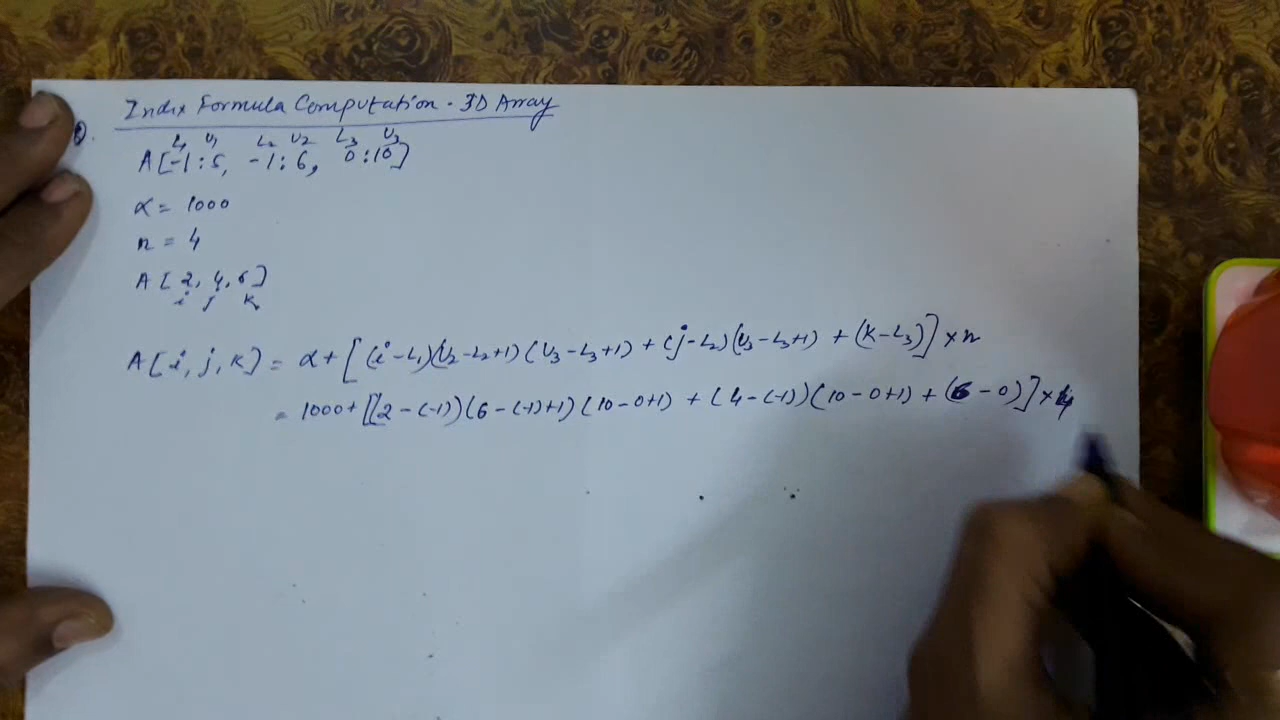 Index Formula Computation - 3D Array
Q.
L1 U1 L2 U2 L3 U3
A[-1:5, -1:6, 0:10]
α = 1000
n = 4
A[2, 4, 6]
i j k
A[i, j, k] = α + [(i-L1)(U2-L2+1)(U3-L3+1) + (j-L2)(U3-L3+1) + (K-L3)] × n
= 1000 + [(2-(-1))(6-(-1)+1)(10-0+1) + (4-(-1))(10-0+1) + (6-0)] × 4